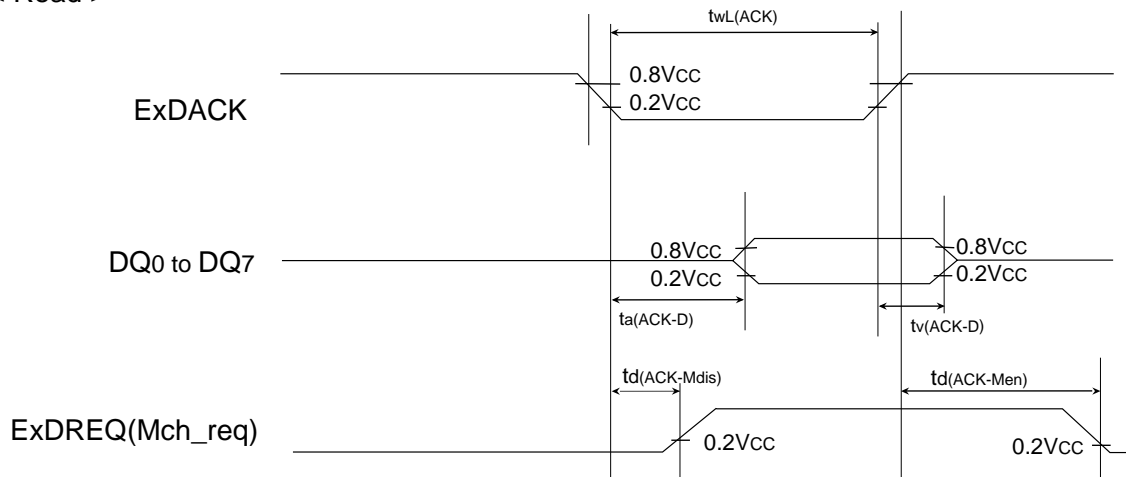 twL(ACK)
0.8VCC
ExDACK
0.2VCC
DQ0 to DQ7
0.8VCC
0.8VCC
0.2VCC
0.2VCC
ta(ACK-D)
tv(ACK-D)
td(ACK-Mdis)
td(ACK-Men)
ExDREQ(Mch_req)
0.2VCC
0.2VCC